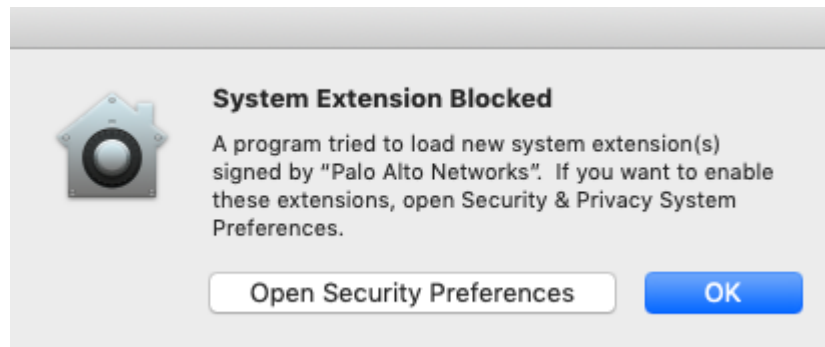 System Extension Blocked
A program tried to load new system extension(s)
signed by “Palo Alto Networks”.  If you want to enable
these extensions, open Security & Privacy System
Preferences.
Open Security Preferences
OK